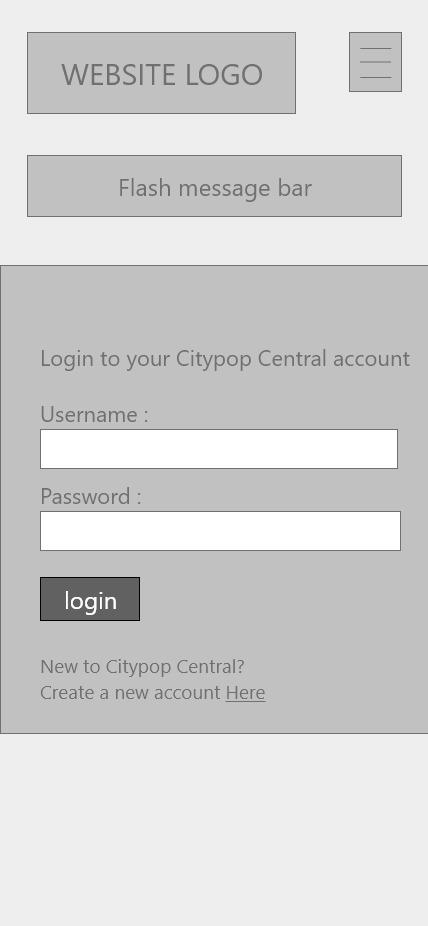 WEBSITE LOGO
Flash message bar
Login to your Citypop Central account
Username :
Password :
login
New to Citypop Central?
Create a new account Here